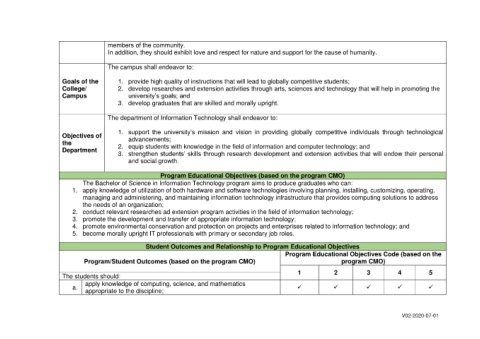 members of the community.
In addition, they should exhibit love and respect for nature and support for the cause of humanity.
Goals of the
College/
Campus
The campus shall endeavor to:
1. provide high quality of instructions that will lead to globally competitive students;
2. develop researches and extension activities through arts, sciences and technology that will help in promoting the
university's goals; and
3. develop graduates that are skilled and morally upright.
Objectives of
the
Department
The department of Information Technology shall endeavor to:
1. support the university's mission and vision in providing globally competitive individuals through technological
advancements;
2. equip students with knowledge in the field of information and computer technology; and
3. strengthen students' skills through research development and extension activities that will endow their personal
and social growth.
Program Educational Objectives (based on the program CMO)
The Bachelor of Science in Information Technology program aims to produce graduates who can:
1. apply knowledge of utilization of both hardware and software technologies involving planning, installing, customizing, operating,
managing and administering, and maintaining information technology infrastructure that provides computing solutions to address
the needs of an organization;
2. conduct relevant researches and extension program activities in the field of information technology;
3. promote the development and transfer of appropriate information technology;
4. promote environmental conservation and protection on projects and enterprises related to information technology; and
5. become morally upright IT professionals with primary or secondary job roles.
Student Outcomes and Relationship to Program Educational Objectives
Program/Student Outcomes (based on the program CMO)
Program Educational Objectives Code (based on the
program CMO)
The students should:
1 2 3 4 5
a. apply knowledge of computing, science, and mathematics
appropriate to the discipline;
✓ ✓ ✓ ✓ ✓
V02-2020-07-01